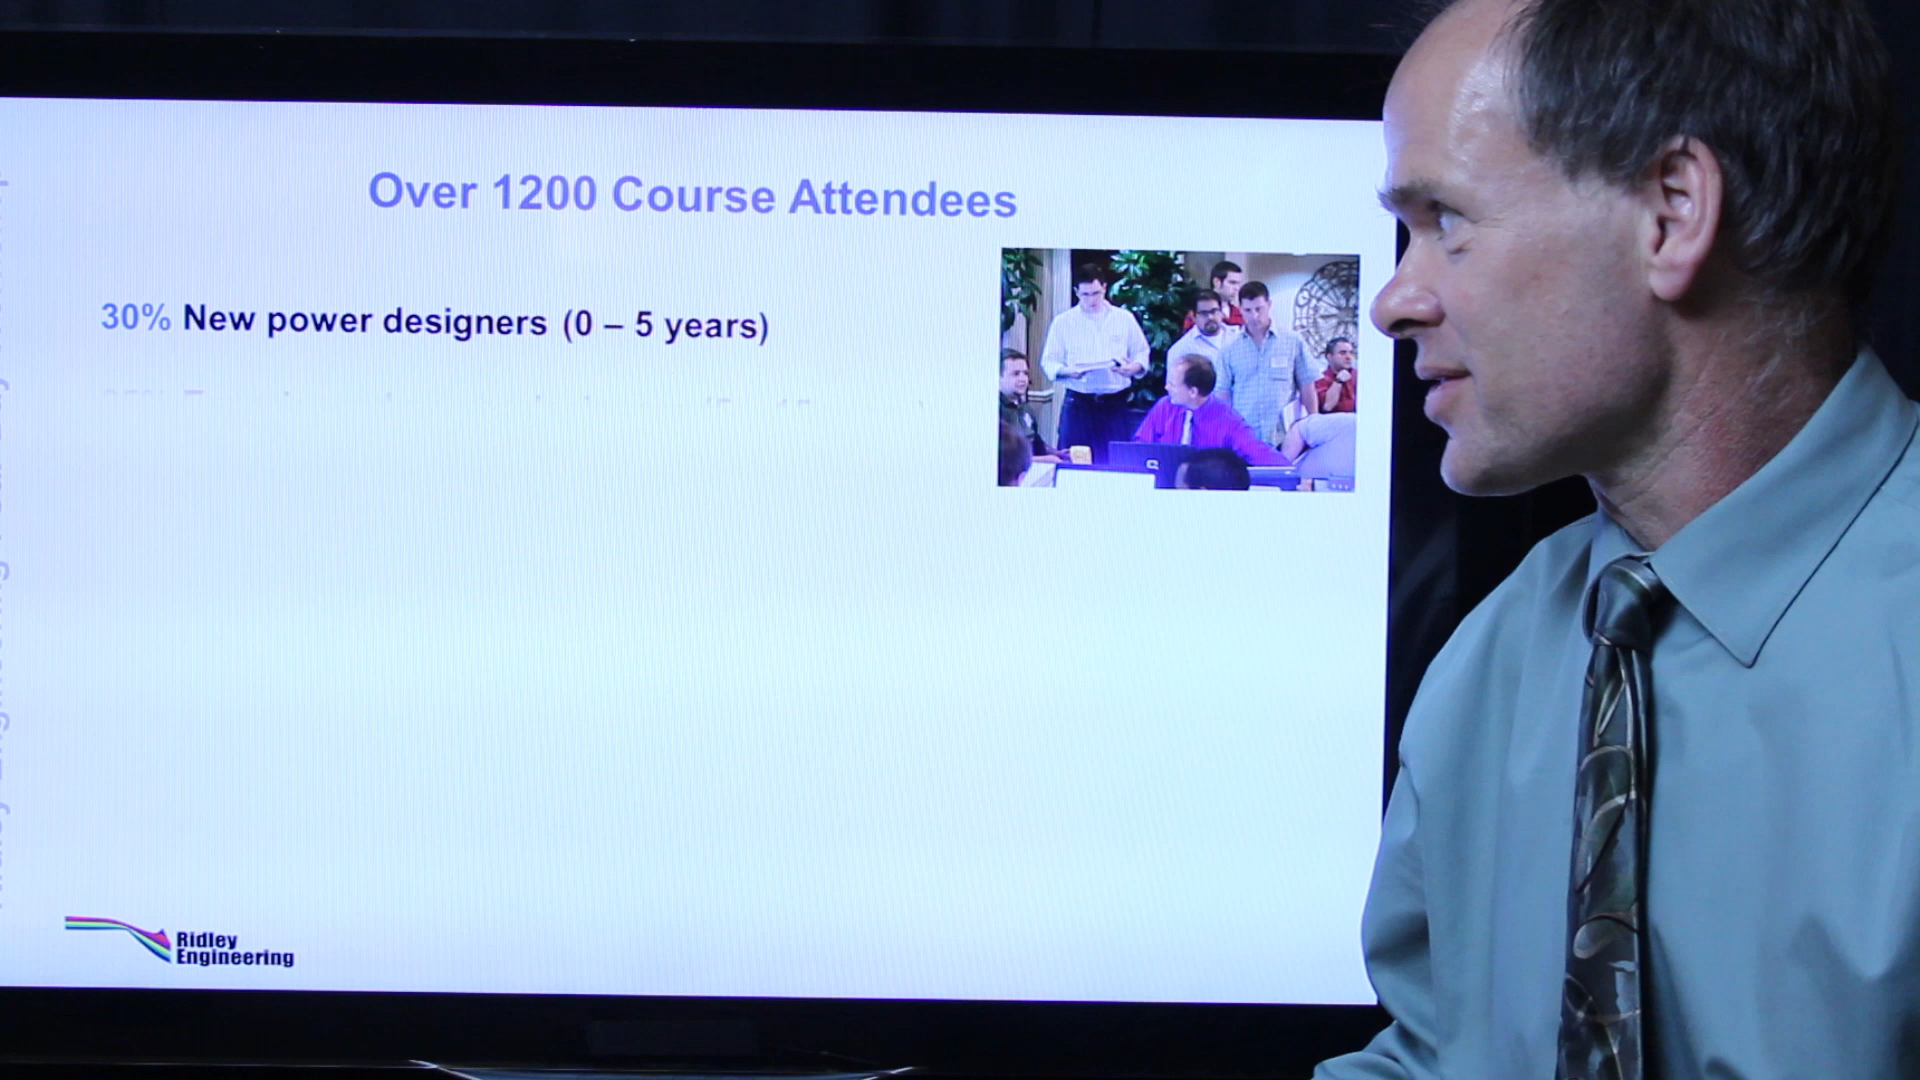 Over 1200 Course Attendees
30% New power designers (0 – 5 years)
Ridley
Engineering